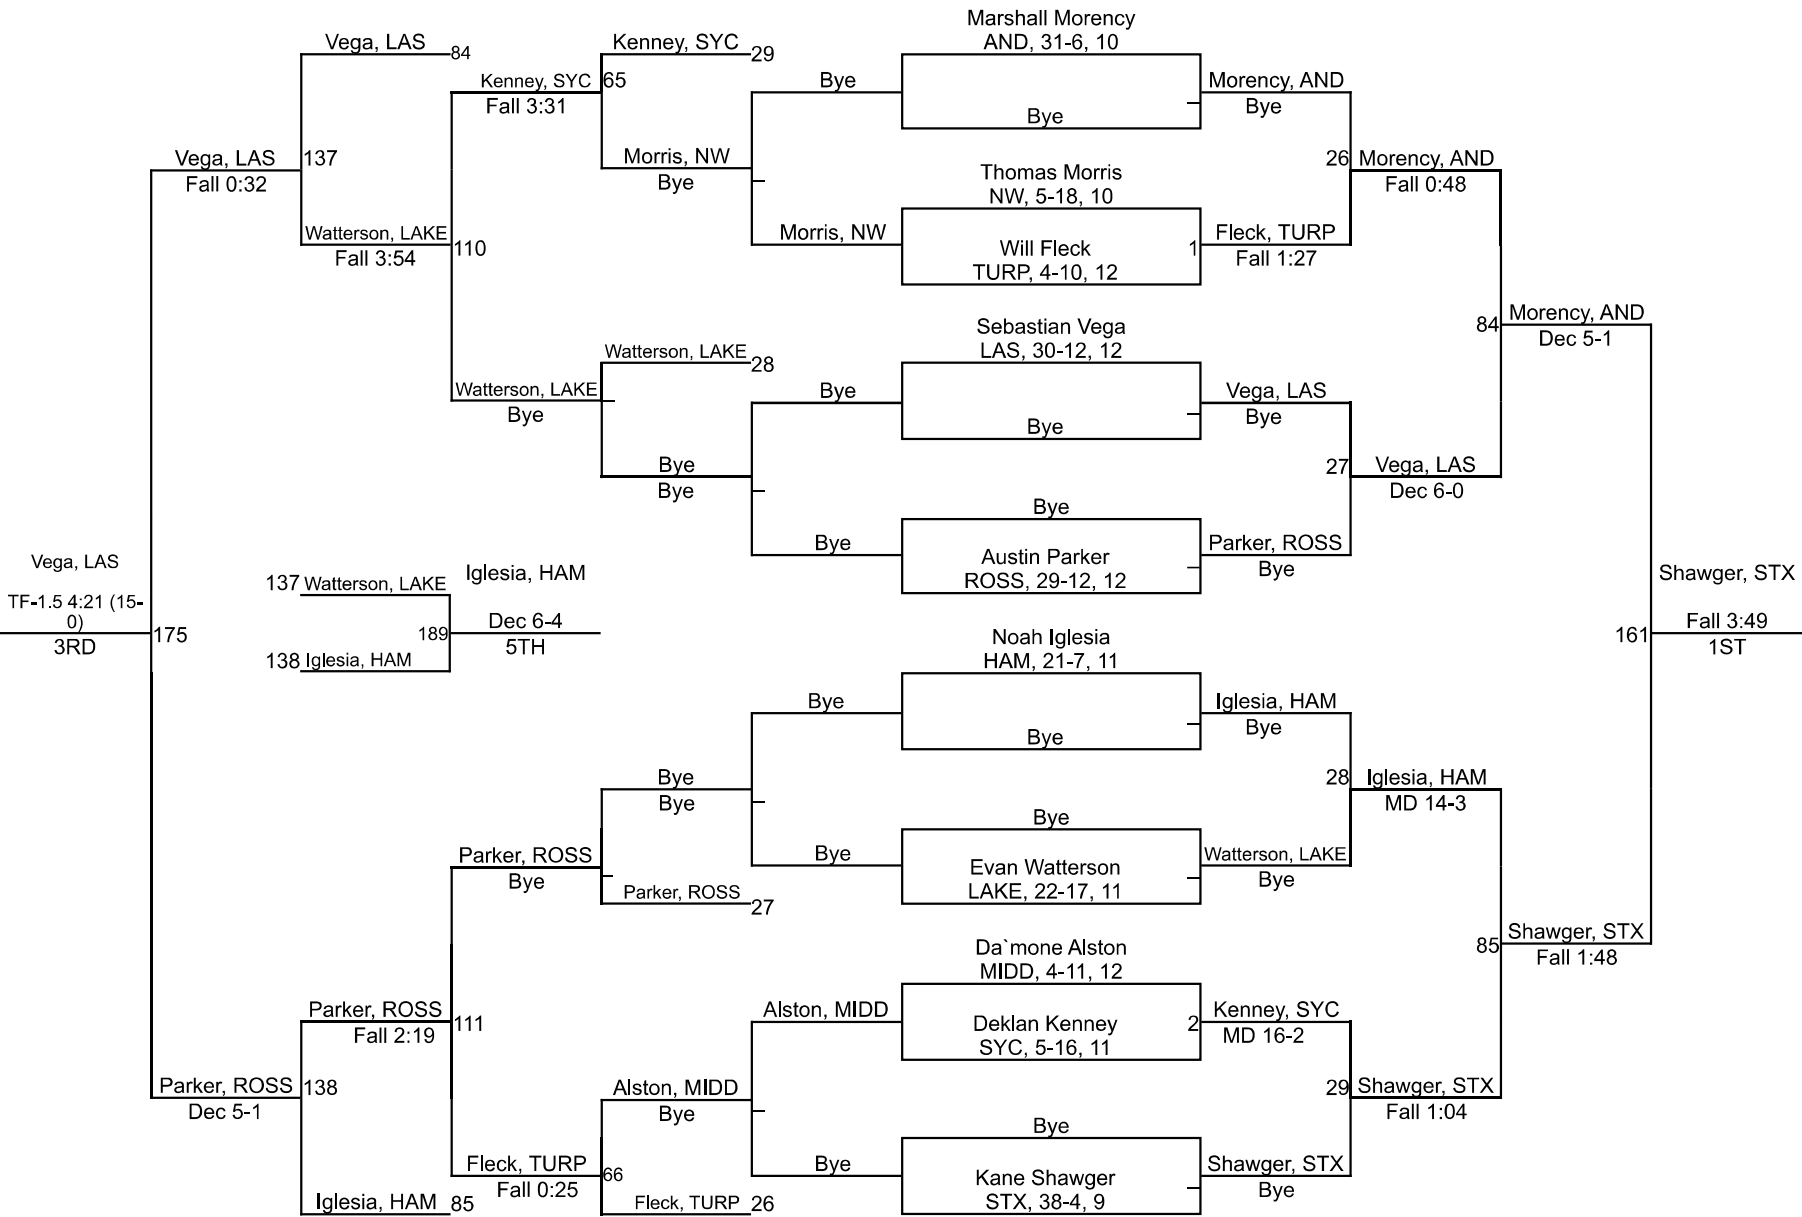 Marshall Morency
AND, 31-6, 10
Vega, LAS
84
Kenney, SYC
29
Kenney, SYC
65
Fall 3:31
Bye
Bye
Morency, AND
Bye
Vega, LAS
137
Fall 0:32
Morris, NW
Bye
Thomas Morris
NW, 5-18, 10
26
Morency, AND
Fall 0:48
Watterson, LAKE
110
Fall 3:54
Morris, NW
Will Fleck
TURP, 4-10, 12
1
Fleck, TURP
Fall 1:27
Sebastian Vega
LAS, 30-12, 12
84
Morency, AND
Dec 5-1
Watterson, LAKE
28
Watterson, LAKE
Bye
Bye
Bye
Vega, LAS
Bye
Bye
Bye
27
Vega, LAS
Dec 6-0
Bye
Bye
Austin Parker
ROSS, 29-12, 12
Parker, ROSS
Bye
Vega, LAS
TF-1.5 4:21 (15-
0)
3RD
175
137
Watterson, LAKE
138
Iglesia, HAM
189
Iglesia, HAM
Dec 6-4
5TH
Shawger, STX
161
Fall 3:49
1ST
Noah Iglesia
HAM, 21-7, 11
Bye
Bye
Iglesia, HAM
Bye
Bye
Bye
28
Iglesia, HAM
MD 14-3
Bye
Parker, ROSS
Bye
Bye
Evan Watterson
LAKE, 22-17, 11
Watterson, LAKE
Bye
Parker, ROSS
27
Da`mone Alston
MIDD, 4-11, 12
85
Shawger, STX
Fall 1:48
Parker, ROSS
111
Fall 2:19
Alston, MIDD
Deklan Kenney
SYC, 5-16, 11
2
Kenney, SYC
MD 16-2
Parker, ROSS
138
Dec 5-1
Alston, MIDD
Bye
29
Shawger, STX
Fall 1:04
Bye
Fleck, TURP
66
Fall 0:25
Bye
Kane Shawger
STX, 38-4, 9
Shawger, STX
Bye
Iglesia, HAM
85
Fleck, TURP
26